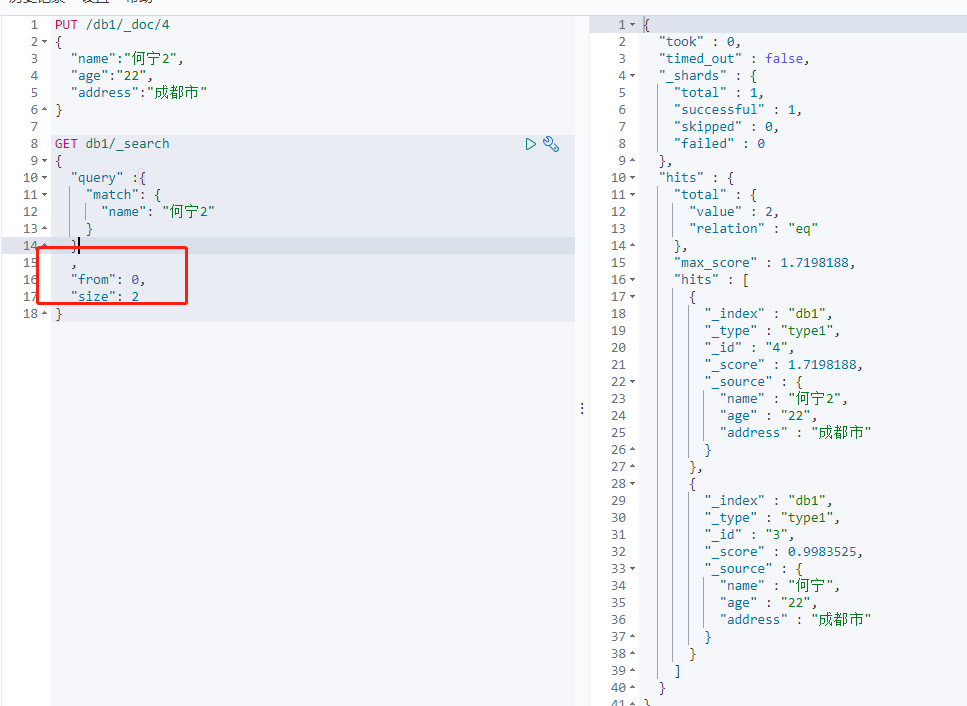 1 PUT /db1/_doc/4
2 {
3 "name":"何宁2",
4 "age":"22",
5 "address":"成都市"
6 }
7
8 GET db1/_search
9 {
10 "query" :{
11 "match": {
12 "name": "何宁2"
13 }
14 }
15 ,
16 "from": 0,
17 "size": 2
18 }
1 {
2 "took" : 0,
3 "timed_out" : false,
4 "_shards" : {
5 "total" : 1,
6 "successful" : 1,
7 "skipped" : 0,
8 "failed" : 0
9 },
10 "hits" : {
11 "total" : {
12 "value" : 2,
13 "relation" : "eq"
14 },
15 "max_score" : 1.7198188,
16 "hits" : [
17 {
18 "_index" : "db1",
19 "_type" : "type1",
20 "_id" : "4",
21 "_score" : 1.7198188,
22 "_source" : {
23 "name" : "何宁2",
24 "age" : "22",
25 "address" : "成都市"
26 }
27 },
28 {
29 "_index" : "db1",
30 "_type" : "type1",
31 "_id" : "3",
32 "_score" : 0.9983525,
33 "_source" : {
34 "name" : "何宁",
35 "age" : "22",
36 "address" : "成都市"
37 }
38 }
39 ]
40 }
41 }